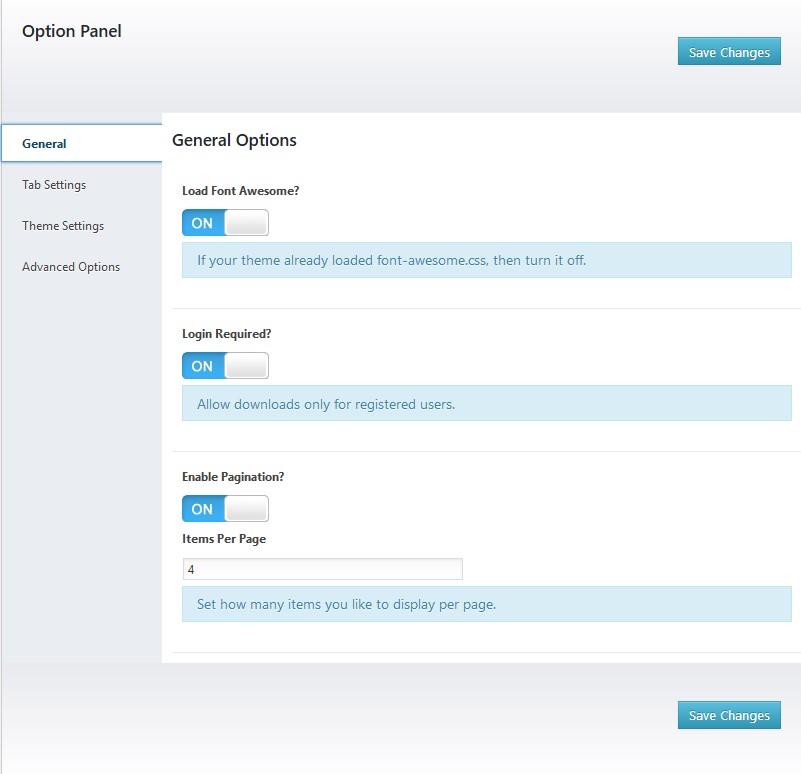 Option Panel
Save Changes
General
Tab Settings
Theme Settings
Advanced Options
General Options
Load Font Awesome?
ON
If your theme already loaded font-awesome.css, then turn it off.
Login Required?
ON
Allow downloads only for registered users.
Enable Pagination?
ON
Items Per Page
4
Set how many items you like to display per page.
Save Changes